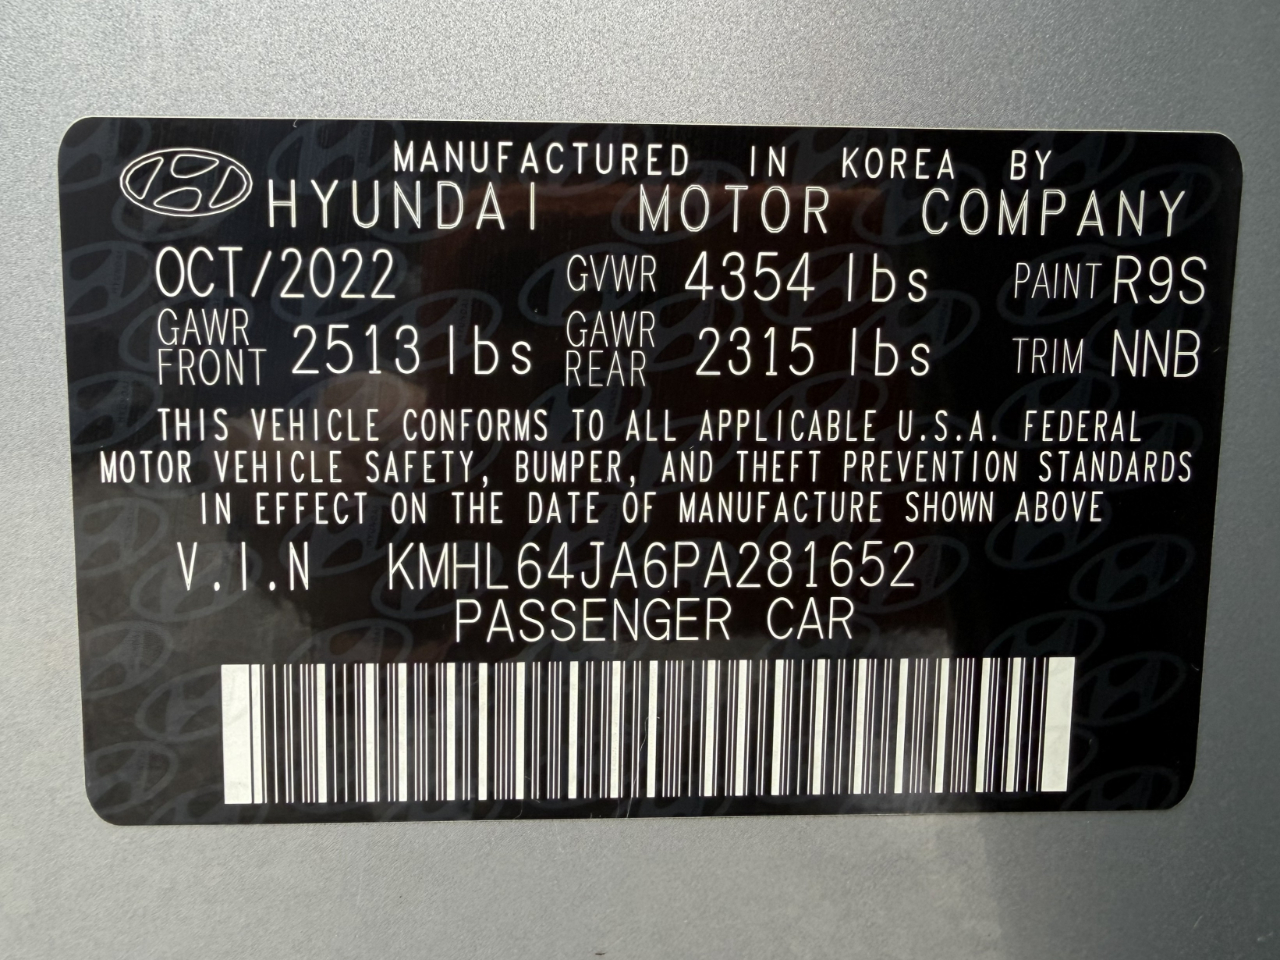 MANUFACTURED IN KOREA BY
HYUNDAI MOTOR COMPANY
OCT/2022 GVWR 4354 lbs PAINT R9S
GAWR FRONT 2513 lbs GAWR REAR 2315 lbs TRIM NNB
THIS VEHICLE CONFORMS TO ALL APPLICABLE U.S.A. FEDERAL
MOTOR VEHICLE SAFETY, BUMPER, AND THEFT PREVENTION STANDARDS
IN EFFECT ON THE DATE OF MANUFACTURE SHOWN ABOVE
V.I.N KMHL64JA6PA281652
PASSENGER CAR